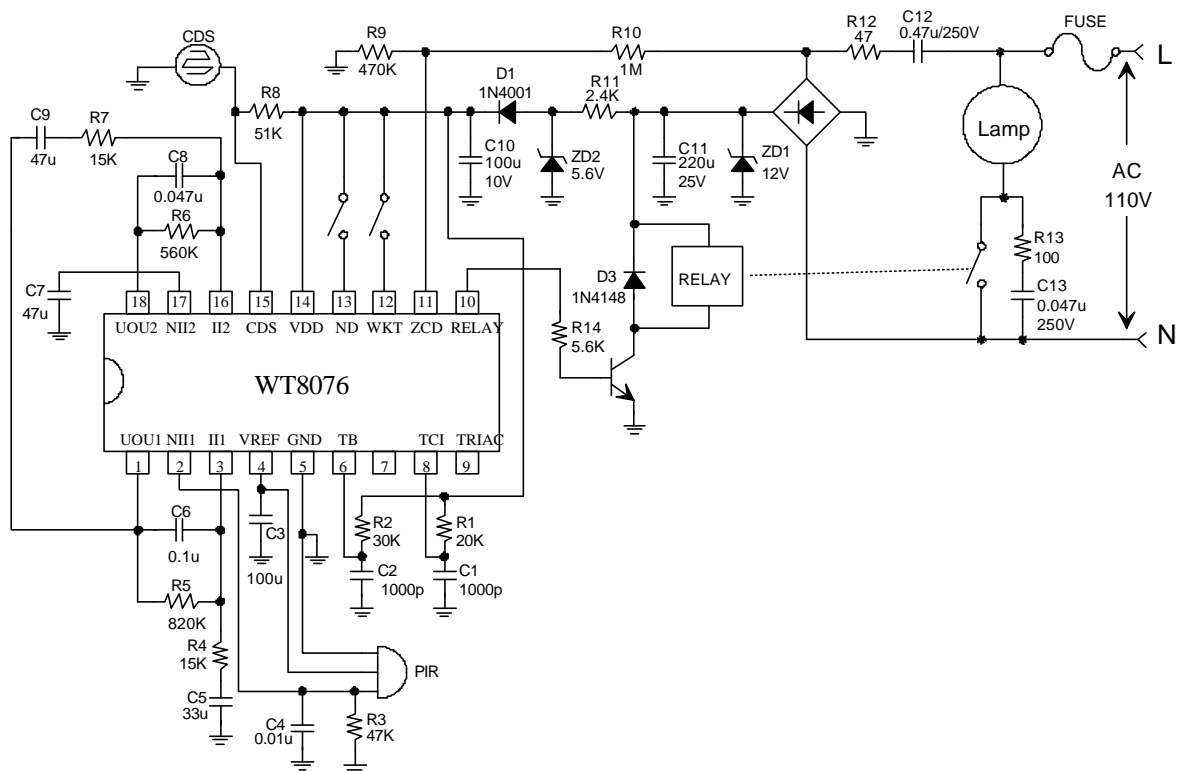 CDS
R9
470K
R10
1M
R12
47
C12
0.47u/250V
FUSE
L
D1
1N4001
R11
2.4K
R8
51K
C9
47u
R7
15K
C8
0.047u
R6
560K
C7
47u
C10
100u
10V
ZD2
5.6V
C11
220u
25V
ZD1
12V
Lamp
AC
110V
R13
100
C13
0.047u
250V
N
D3
1N4148
RELAY
R14
5.6K
18 17 16 15 14 13 12 11 10
UOU2 NII2 II2 CDS VDD ND WKT ZCD RELAY
WT8076
UOU1 NII1 II1 VREF GND TB TCI TRIAC
1 2 3 4 5 6 7 8 9
C6
0.1u
R5
820K
R4
15K
C5
33u
C3
100u
R2
30K
C2
1000p
R1
20K
C1
1000p
PIR
C4
0.01u
R3
47K